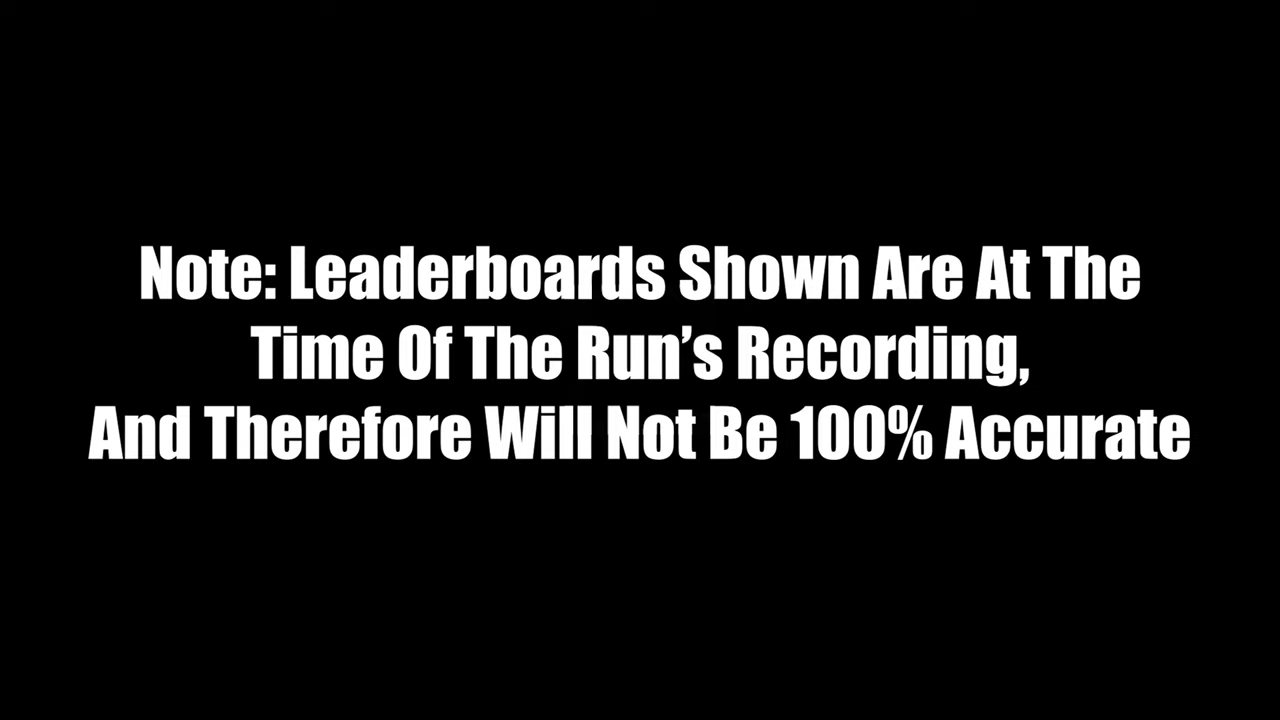 Note: Leaderboards Shown Are At The
Time Of The Run’s Recording,
And Therefore Will Not Be 100% Accurate